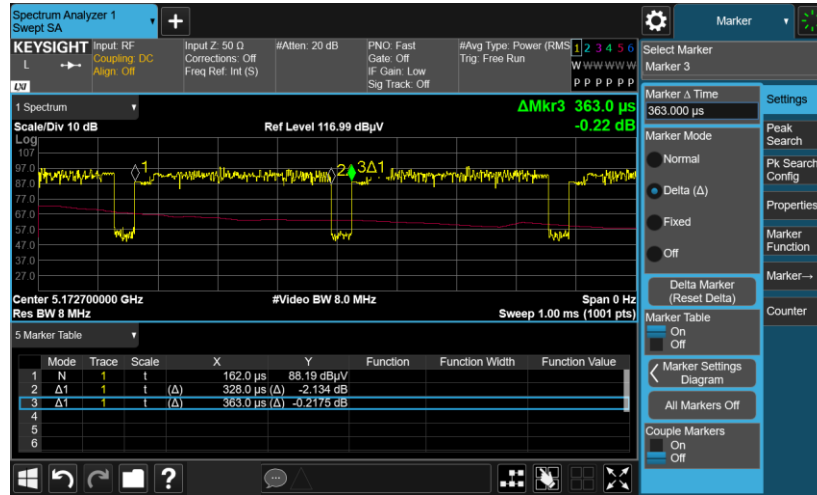 Spectrum Analyzer 1
Swept SA
+
Marker
KEYSIGHT
L
LXI
Input: RF
Coupling: DC
Align: Off
Input Z: 50 Ω
Corrections: Off
Freq Ref: Int (S)
#Atten: 20 dB
PNO: Fast
Gate: Off
IF Gain: Low
Sig Track: Off
#Avg Type: Power (RMS
Trig: Free Run
1 2 3 4 5 6
W W W W W W
P P P P P P
Select Marker
Marker 3
1 Spectrum
ΔMkr3 363.0 µs
-0.22 dB
Scale/Div 10 dB
Ref Level 116.99 dBµV
Log
107
97.0
87.0
77.0
67.0
57.0
47.0
37.0
27.0
1
2
3Δ1
Center 5.172700000 GHz
Res BW 8 MHz
#Video BW 8.0 MHz
Span 0 Hz
Sweep 1.00 ms (1001 pts)
5 Marker Table
Mode Trace Scale X Y Function Function Width Function Value
1 N 1 t 162.0 µs 88.19 dBµV
2 Δ1 1 t (Δ) 328.0 µs (Δ) -2.134 dB
3 Δ1 1 t (Δ) 363.0 µs (Δ) -0.2175 dB
4
5
6
?
Marker Δ Time
363.000 µs
Marker Mode
Normal
Delta (Δ)
Fixed
Off
Delta Marker
(Reset Delta)
Marker Table
On
Off
Marker Settings
Diagram
All Markers Off
Couple Markers
On
Off
Settings
Peak
Search
Pk Search
Config
Properties
Marker
Function
Marker→
Counter